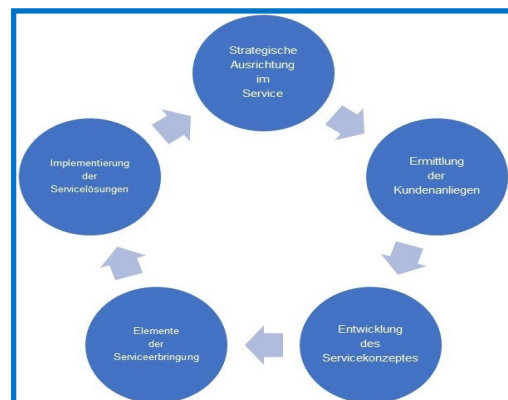 Strategische
Ausrichtung
im
Service
Ermittlung
der
Kundenanliegen
Entwicklung
des
Servicekonzeptes
Elemente
der
Serviceerbringung
Implementierung
der
Servicelösungen